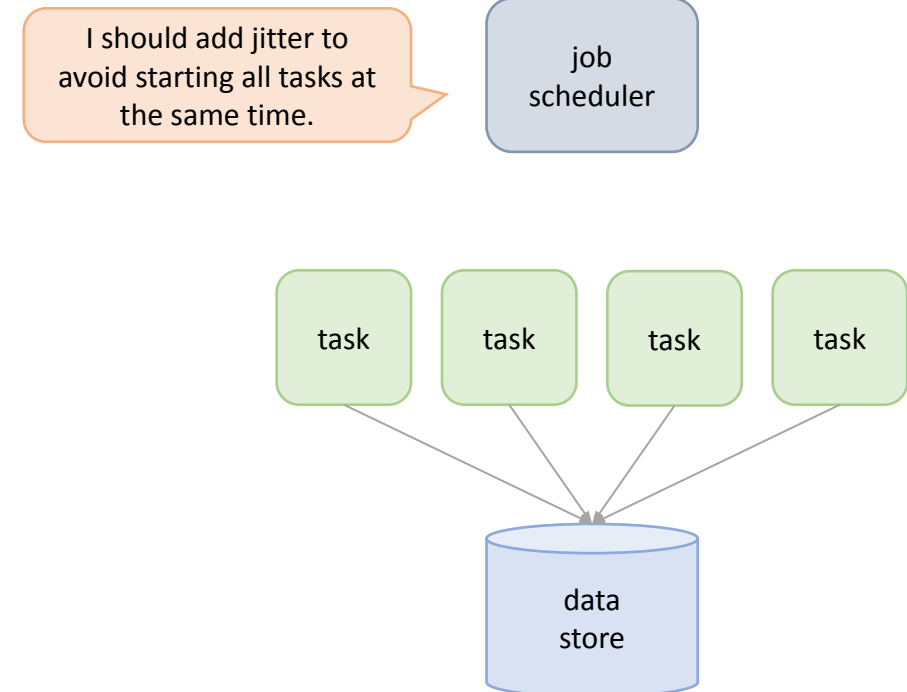 I should add jitter to
avoid starting all tasks at
the same time.
job
scheduler
task
task
task
task
data
store